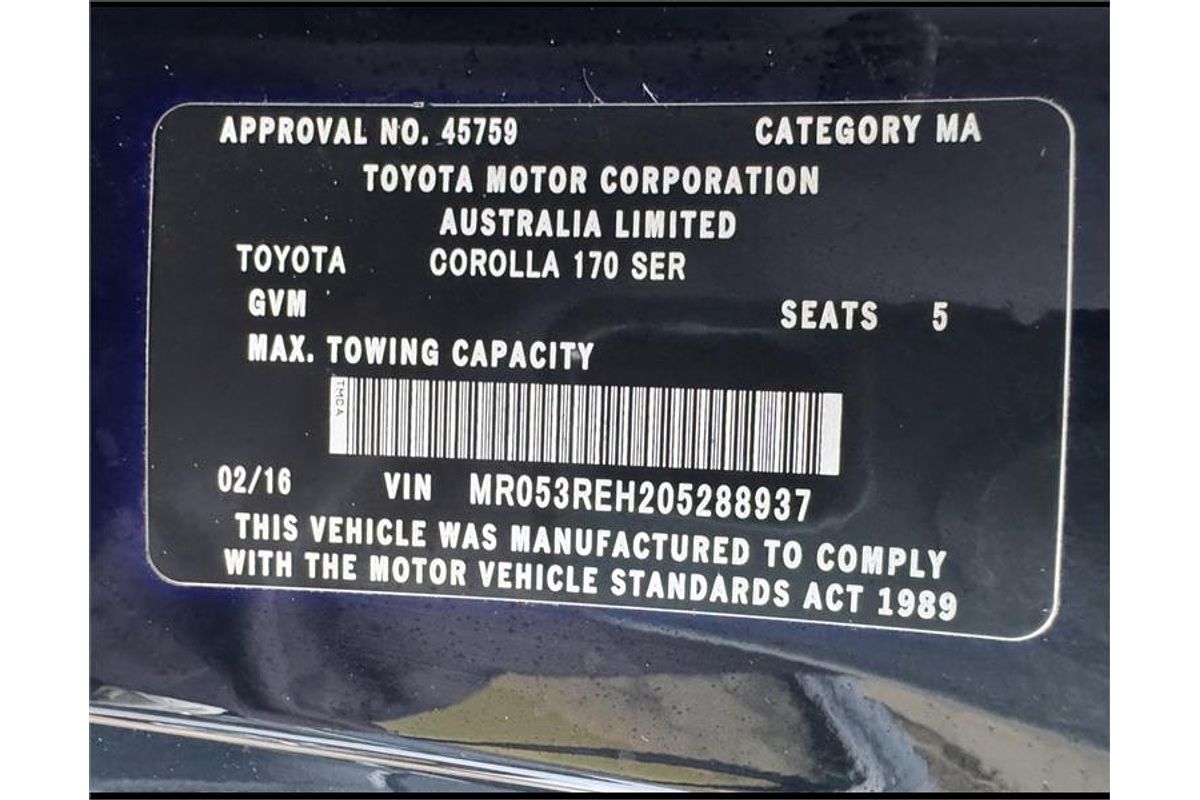 APPROVAL NO. 45759 CATEGORY MA
TOYOTA MOTOR CORPORATION
AUSTRALIA LIMITED
TOYOTA COROLLA 170 SER
GVM SEATS 5
MAX. TOWING CAPACITY
TMCA
02/16 VIN MR053REH205288937
THIS VEHICLE WAS MANUFACTURED TO COMPLY
WITH THE MOTOR VEHICLE STANDARDS ACT 1989